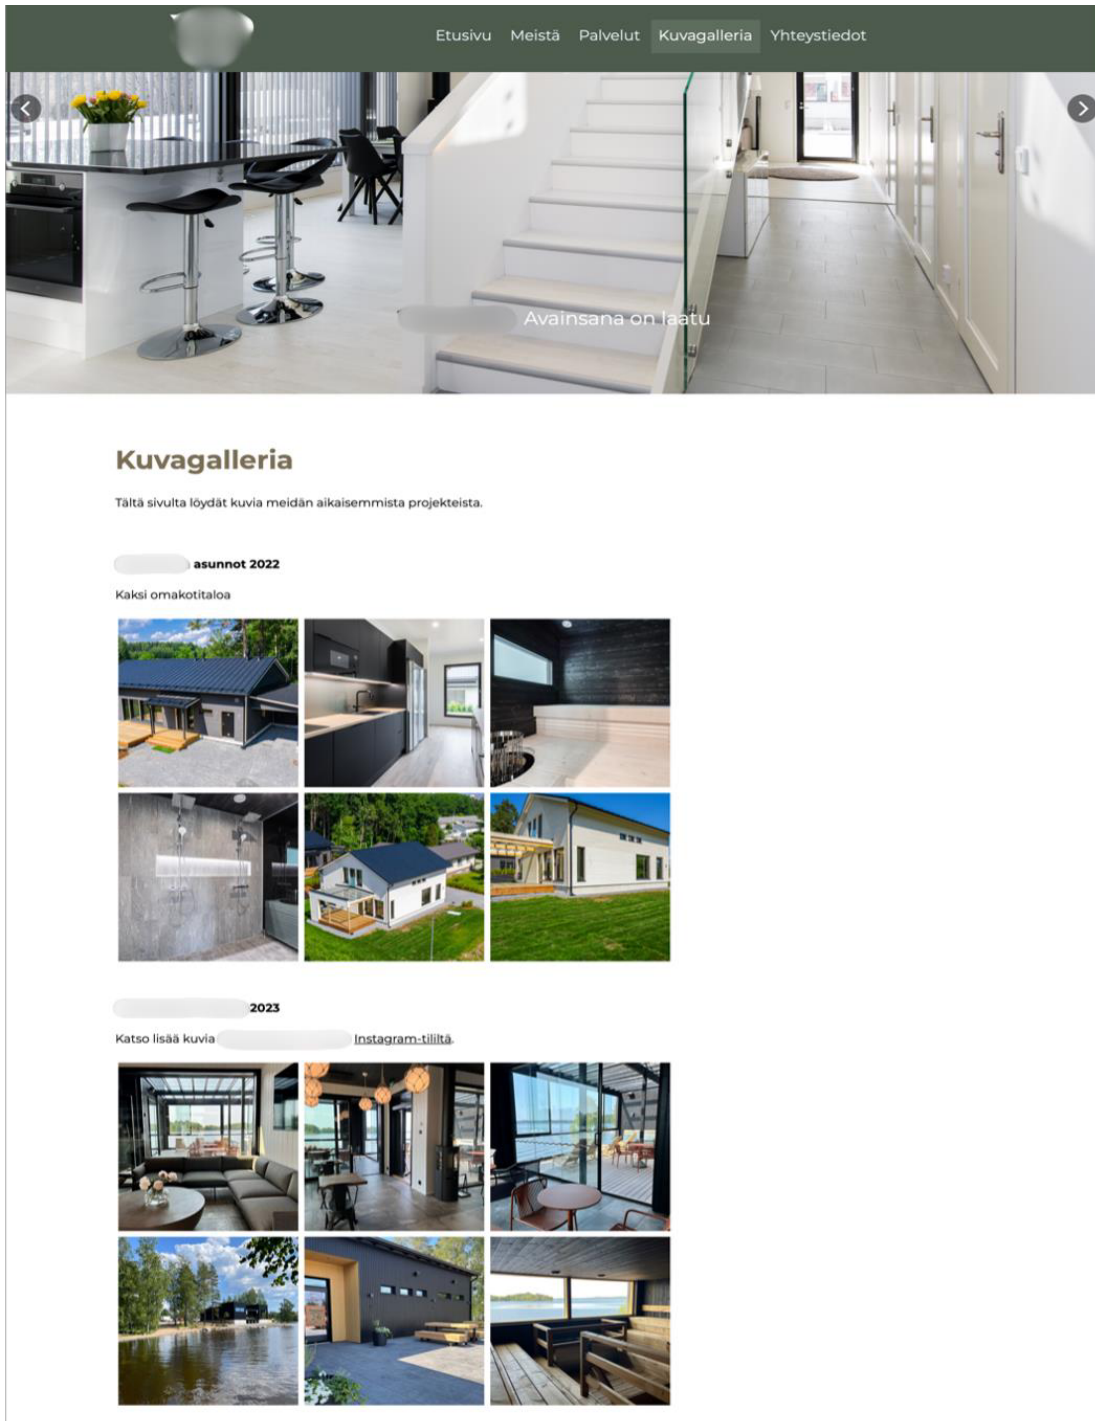 Etusivu Meistä Palvelut Kuvagalleria Yhteystiedot
Avainsana on laatu
Kuvagalleria
Tältä sivulta löydät kuvia meidän aikaisemmista projekteista.
asunnot 2022
Kaksi omakotitaloa
2023
Katso lisää kuvia Instagram-tililtä.